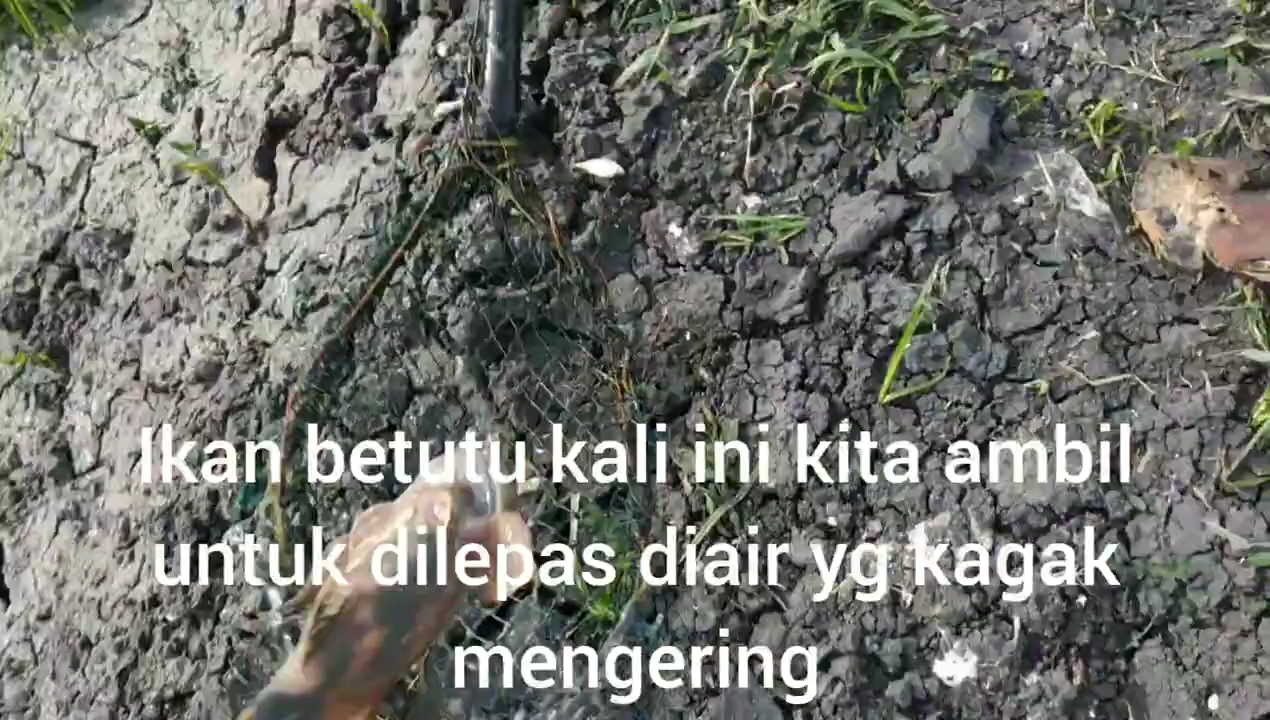 Ikan betutu kali ini kita ambil
untuk dilepas diair yg kagak
mengering